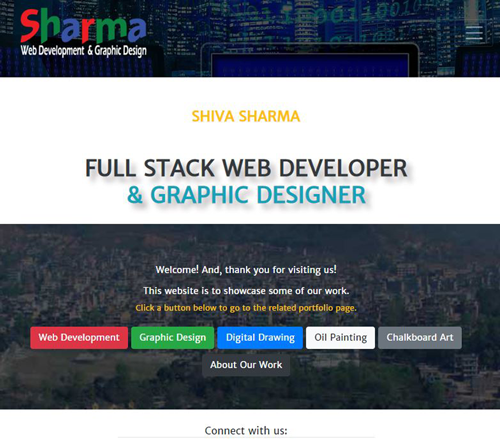 Sharma
Web Development & Graphic Design
SHIVA SHARMA
FULL STACK WEB DEVELOPER
& GRAPHIC DESIGNER
Welcome! And, thank you for visiting us!
This website is to showcase some of our work.
Click a button below to go to the related portfolio page.
Web Development Graphic Design Digital Drawing Oil Painting Chalkboard Art
About Our Work
Connect with us: